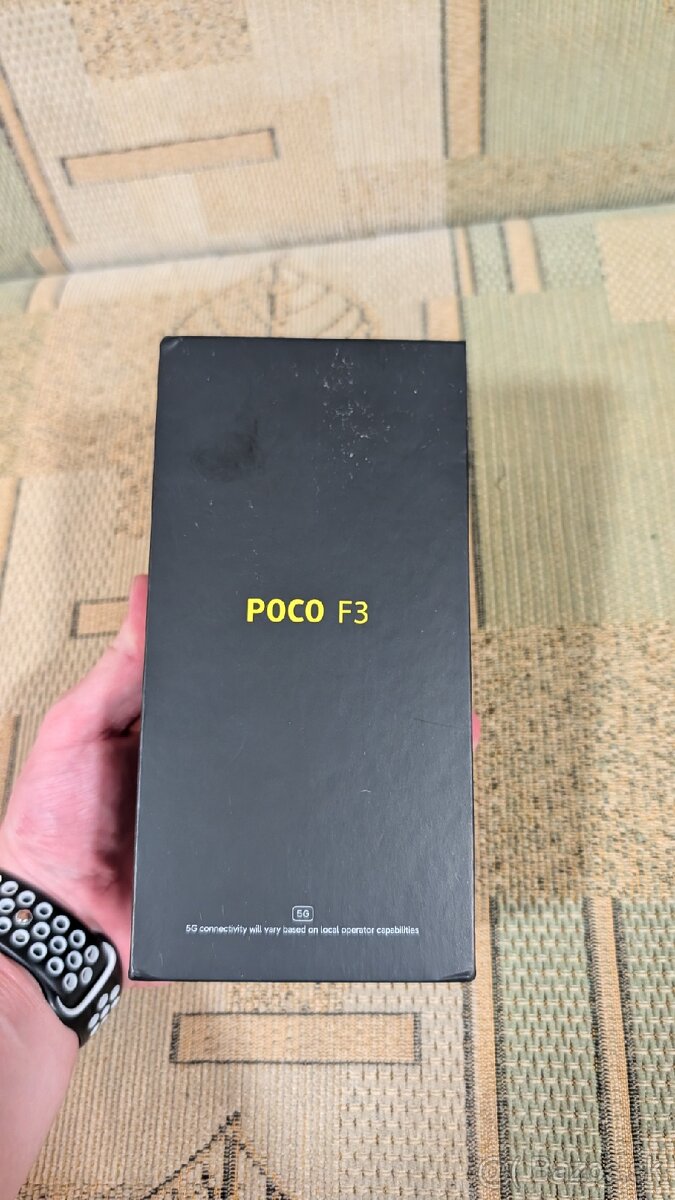 POCO F3
5G
5G connectivity will vary based on local operator capabilities